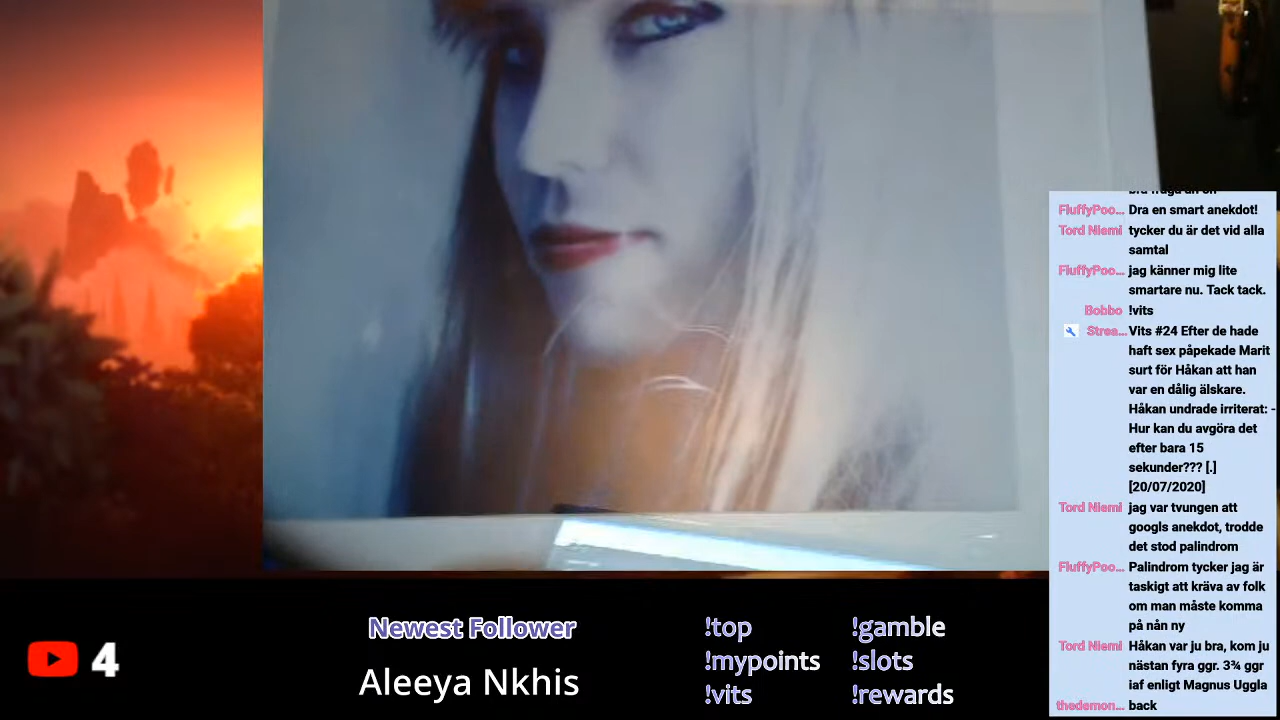 FluffyPoo... Dra en smart anekdot!
Tord Niemi tycker du är det vid alla
samtal
FluffyPoo... jag känner mig lite
smartare nu. Tack tack.
Bobbo !vits
Strea... Vits #24 Efter de hade
haft sex påpekade Marit
surt för Håkan att han
var en dålig älskare.
Håkan undrade irriterat: -
Hur kan du avgöra det
efter bara 15
sekunder??? [.]
[20/07/2020]
Tord Niemi jag var tvungen att
googls anekdot, trodde
det stod palindrom
FluffyPoo... Palindrom tycker jag är
taskigt att kräva av folk
om man måste komma
på nån ny
Tord Niemi Håkan var ju bra, kom ju
nästan fyra ggr. 3¾ ggr
iaf enligt Magnus Uggla
thedemon... back
4
Newest Follower
Aleeya Nkhis
!top
!mypoints
!vits
!gamble
!slots
!rewards